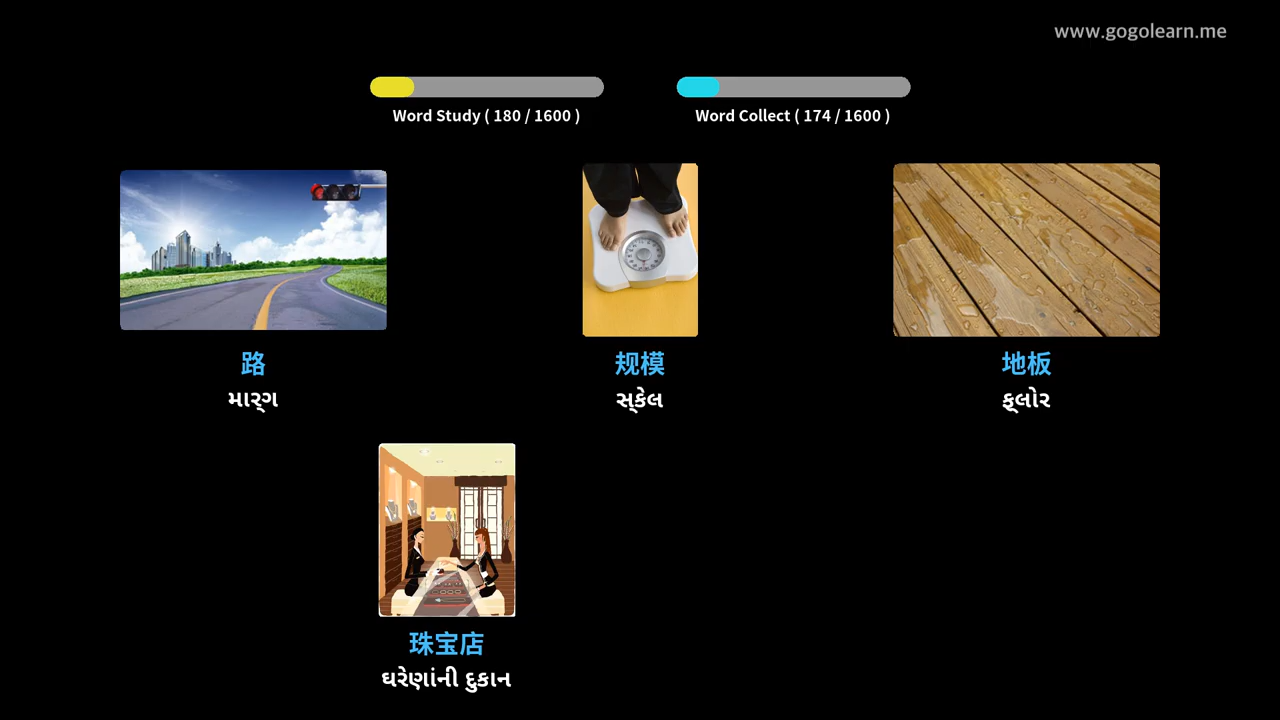 www.gogolearn.me
Word Study ( 180 / 1600 )
Word Collect ( 174 / 1600 )
路
માર્ગ
规模
સ્કેલ
地板
ફ્લોર
珠宝店
ઘરેણાંની દુકાન